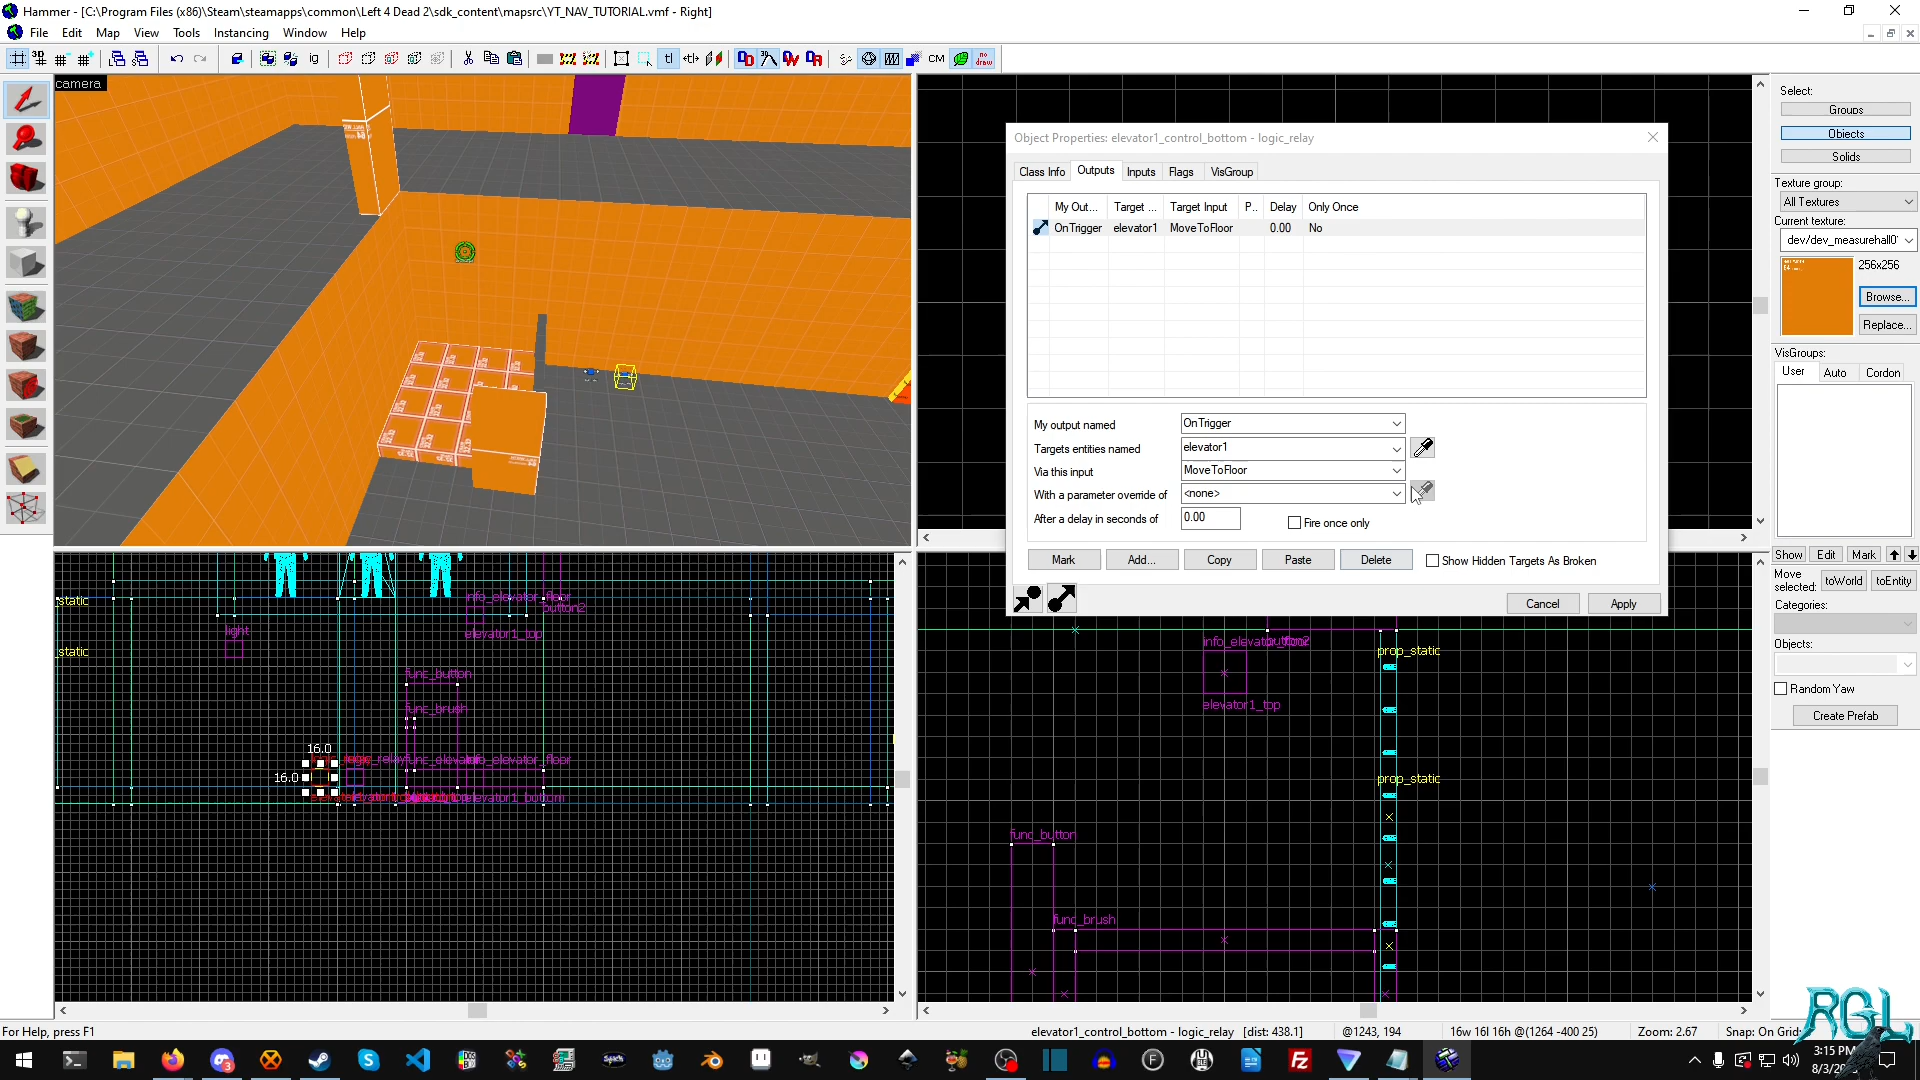 Hammer - [C:\Program Files (x86)\Steam\steamapps\common\Left 4 Dead 2\sdk_content\mapsrc\YT_NAV_TUTORIAL.vmf - Right]
File Edit Map View Tools Instancing Window Help
camera
Object Properties: elevator1_control_bottom - logic_relay
Class Info Outputs Inputs Flags VisGroup
My Out... Target ... Target Input P.. Delay Only Once
OnTrigger elevator1 MoveToFloor 0.00 No
My output named OnTrigger
Targets entities named elevator1
Via this input MoveToFloor
With a parameter override of <none>
After a delay in seconds of 0.00 Fire once only
Mark Add... Copy Paste Delete Show Hidden Targets As Broken
Cancel Apply
Select:
Groups
Objects
Solids
Texture group:
All Textures
Current texture:
dev/dev_measurehall0
256x256
Browse...
Replace...
VisGroups:
User Auto Cordon
Show Edit Mark
Move selected: toWorld toEntity
Categories:
Objects:
Random Yaw
Create Prefab
_static
_static
light
info_elevator_floor
button2
elevator1_top
func_button
func_brush
info_elevator_floor
elevator1_bottom
16.0
16.0
info_elevator_floor
button2
elevator1_top
prop_static
prop_static
func_button
func_brush
For Help, press F1
elevator1_control_bottom - logic_relay [dist: 438.1]
@1243, 194
16w 16l 16h @(1264 -400 25)
Zoom: 2.67
Snap: On Grid:
RGL
3:15 PM